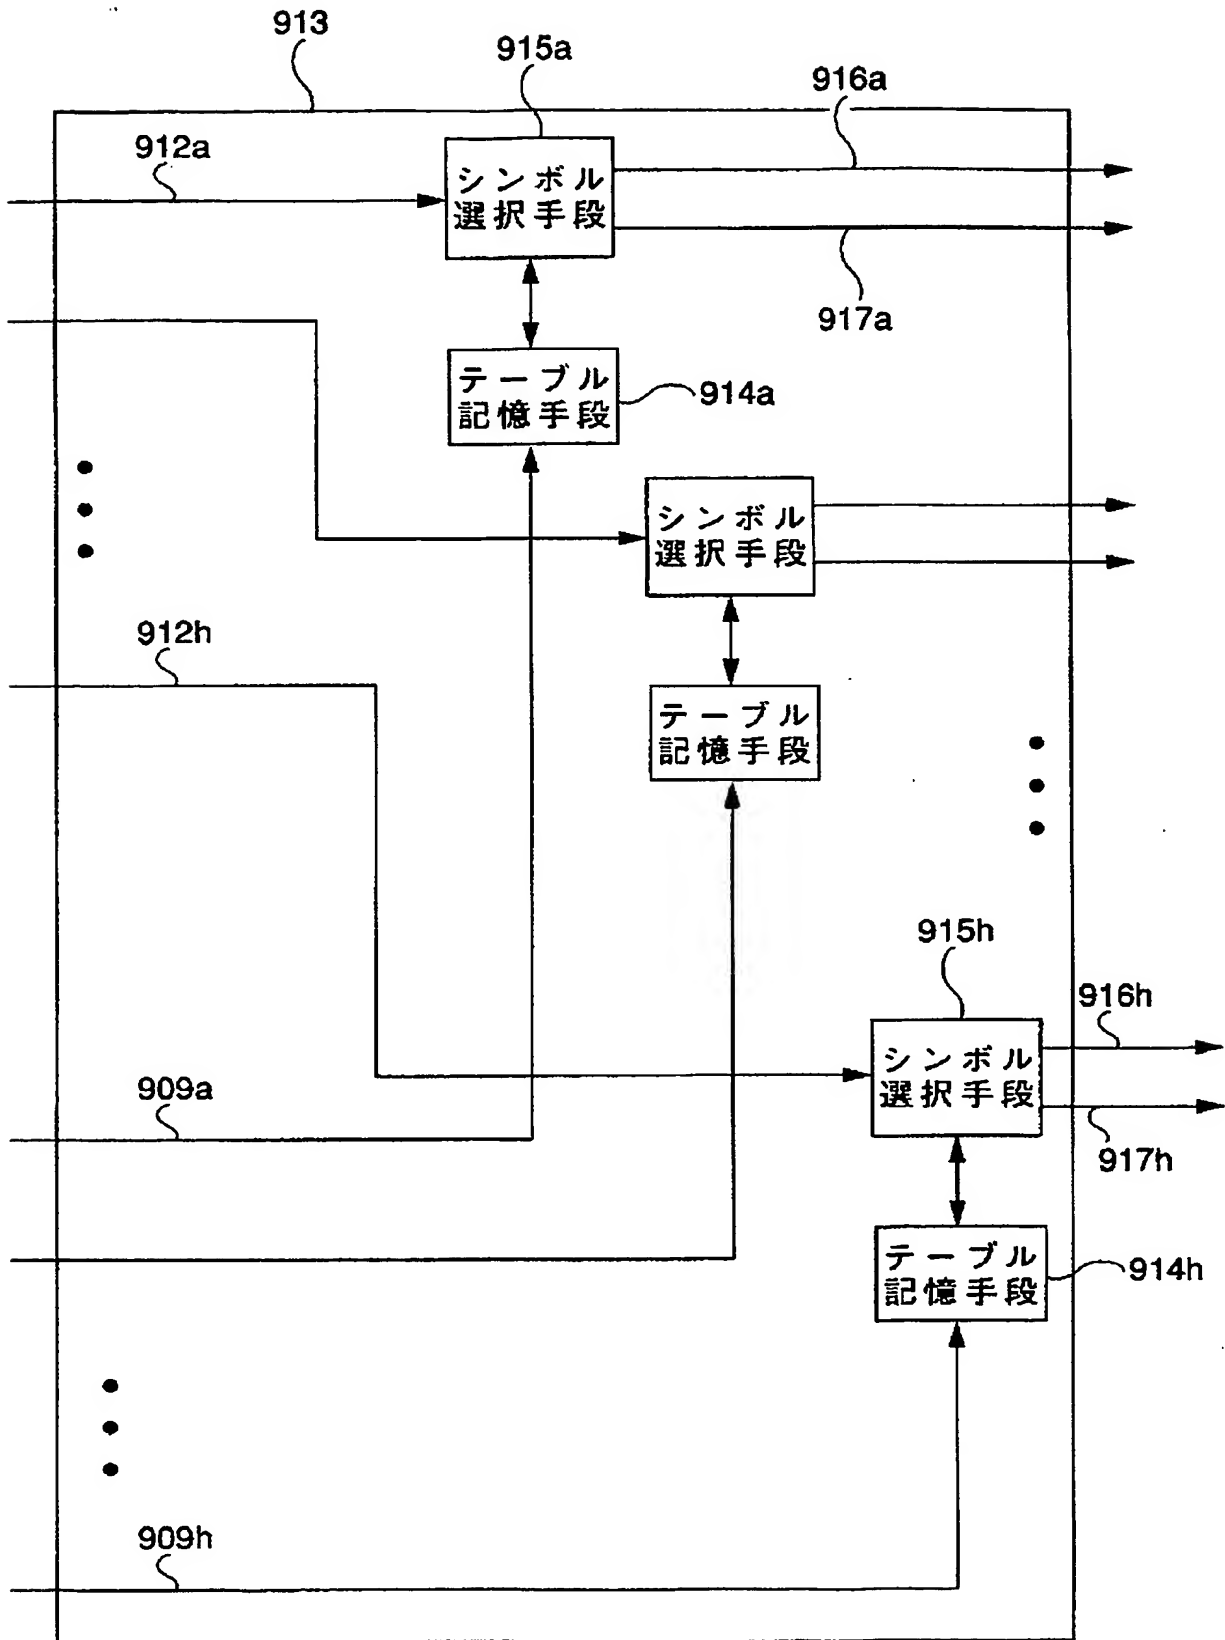 913
915a
916a
912a
シンボル
選択手段
917a
テーブル
記憶手段
914a
シンボル
選択手段
912h
テーブル
記憶手段
915h
916h
シンボル
選択手段
909a
917h
テーブル
記憶手段
914h
909h